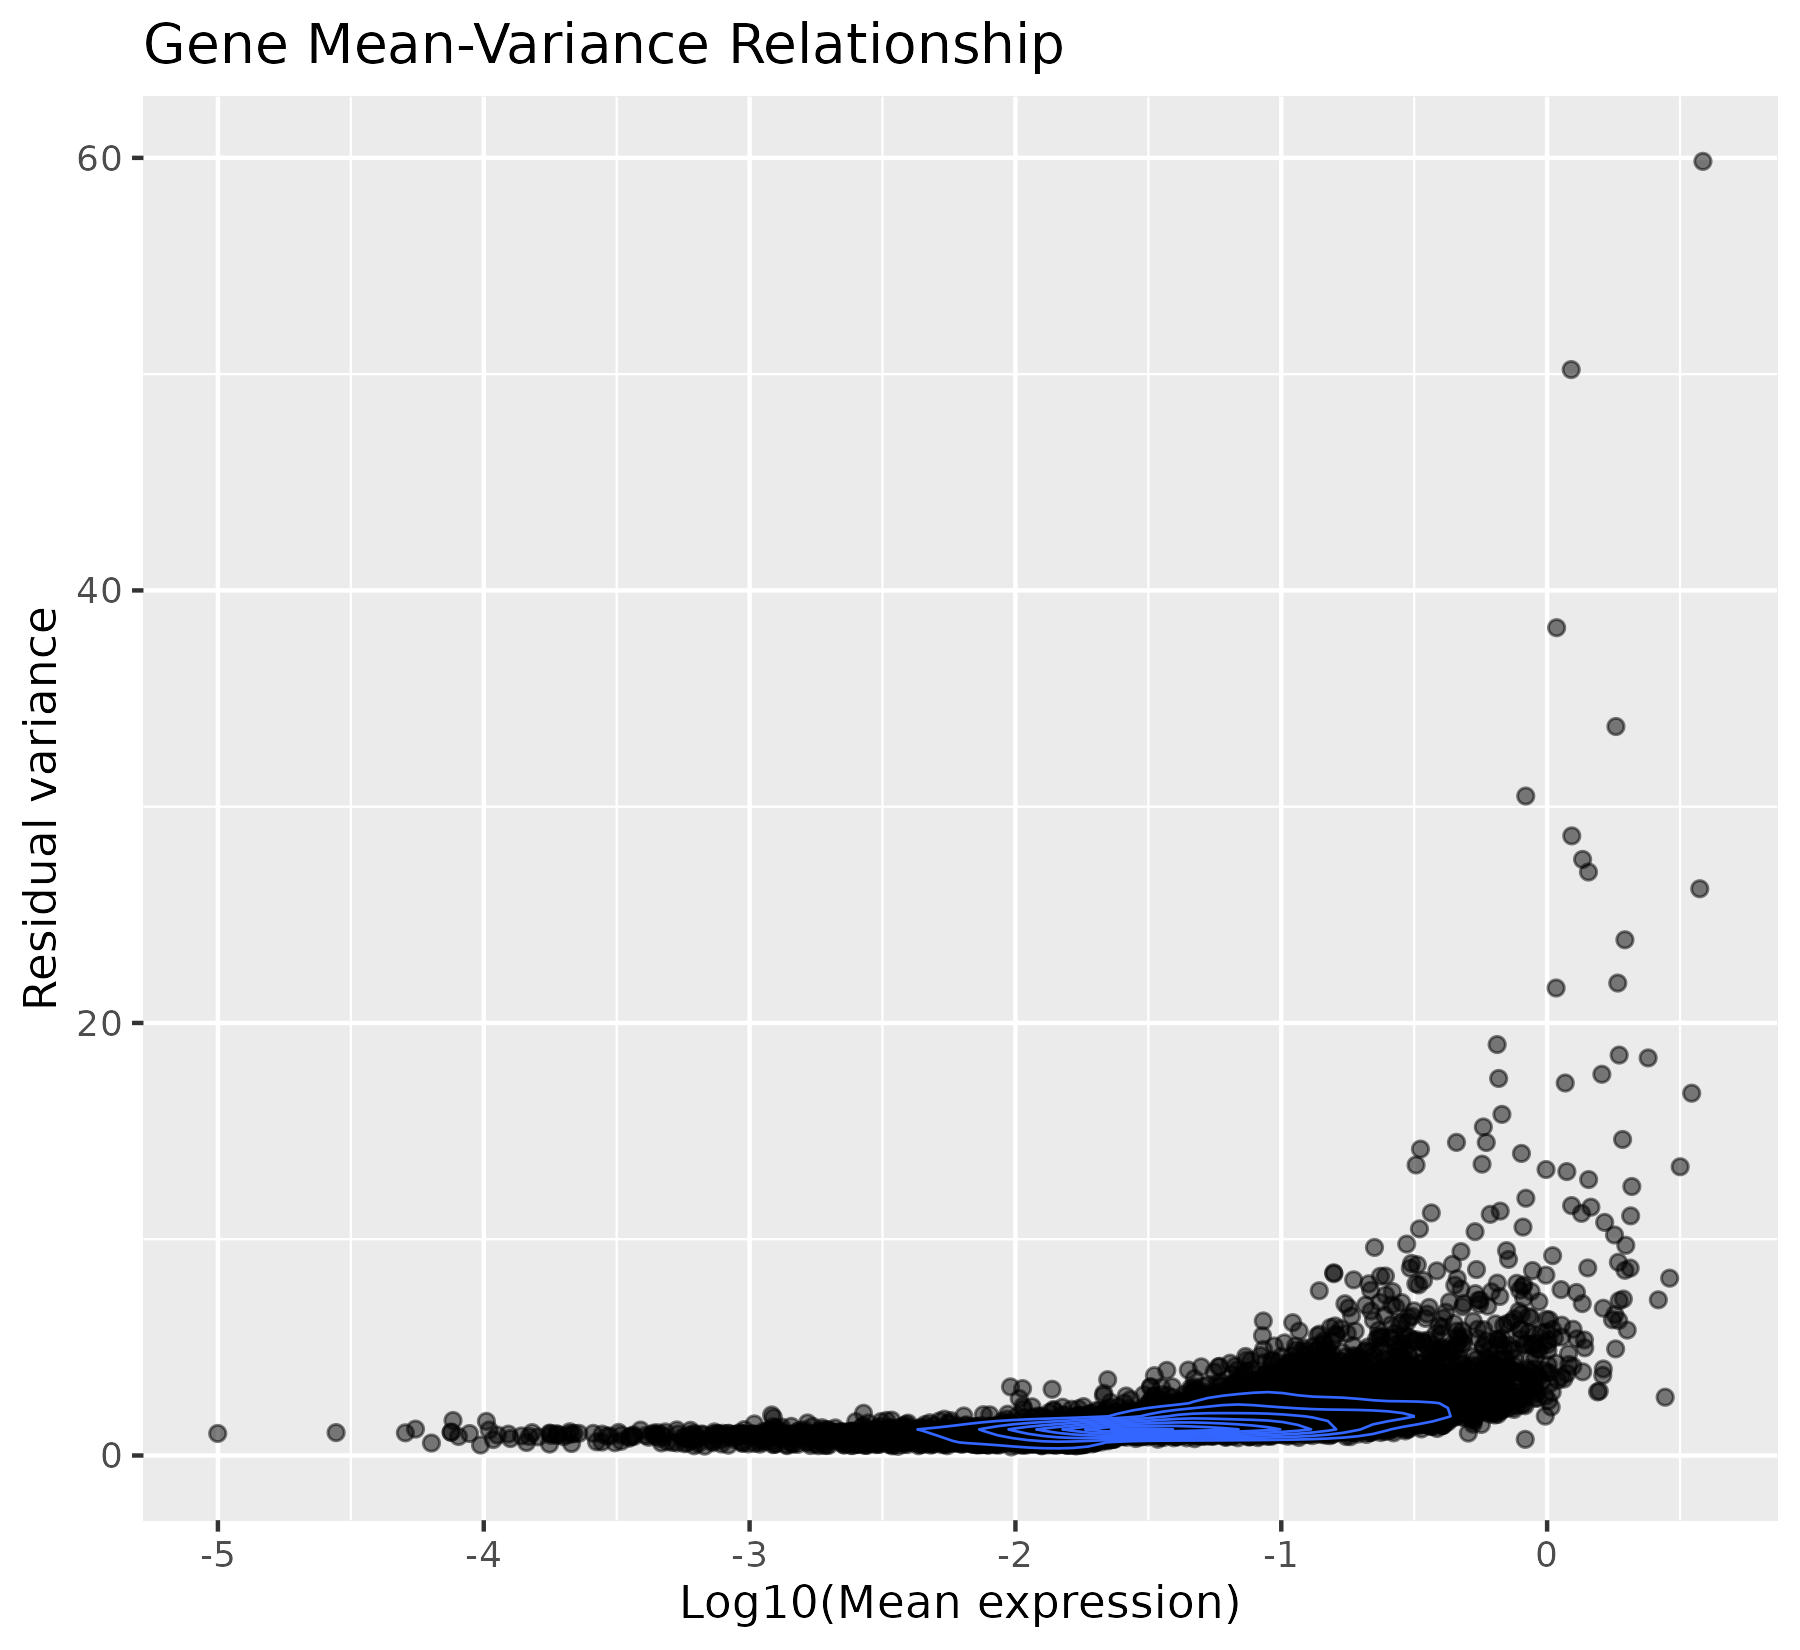 Gene Mean-Variance Relationship
60
40
20
0
Residual variance
-5 -4 -3 -2 -1 0
Log10(Mean expression)